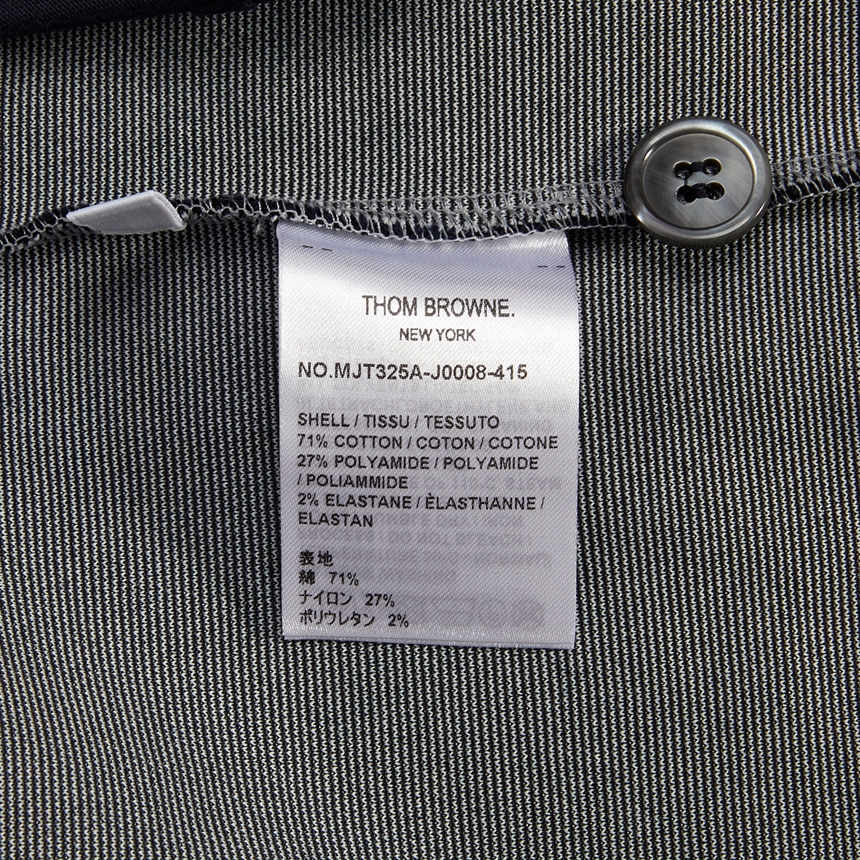 THOM BROWNE.
NEW YORK
NO.MJT325A-J0008-415
SHELL / TISSU / TESSUTO
71% COTTON / COTON / COTONE
27% POLYAMIDE / POLYAMIDE
/ POLIAMMIDE
2% ELASTANE / ÈLASTHANNE /
ELASTAN
表地
綿 71%
ナイロン 27%
ポリウレタン 2%